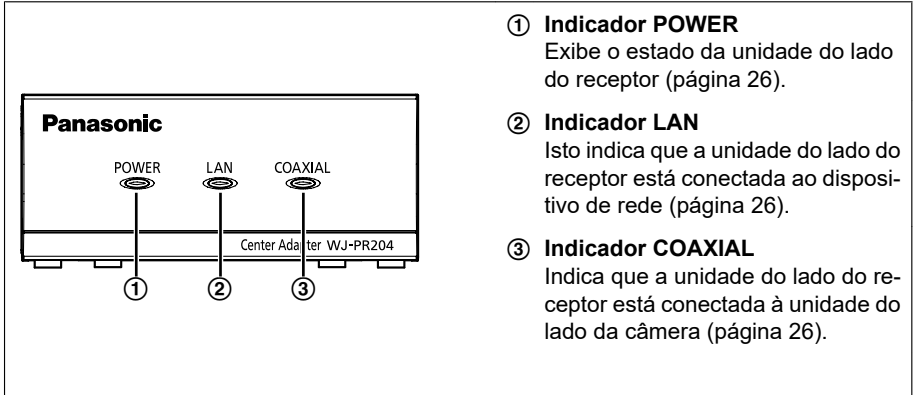 Panasonic
POWER LAN COAXIAL
Center Adapter WJ-PR204
① ② ③
① Indicador POWER
Exibe o estado da unidade do lado
do receptor (página 26).
② Indicador LAN
Isto indica que a unidade do lado do
receptor está conectada ao disposi-
tivo de rede (página 26).
③ Indicador COAXIAL
Indica que a unidade do lado do re-
ceptor está conectada à unidade do
lado da câmera (página 26).